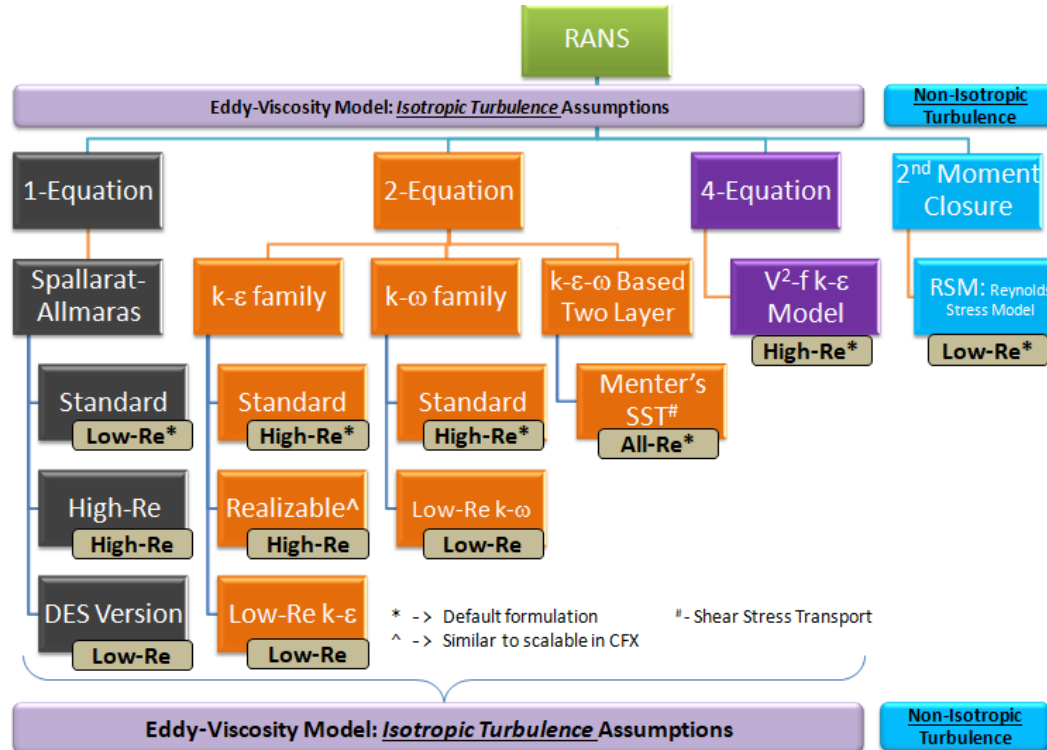 RANS
Eddy-Viscosity Model: Isotropic Turbulence Assumptions
Non-Isotropic
Turbulence
1-Equation
2-Equation
4-Equation
2nd Moment
Closure
Spallarat-
Allmaras
k-ε family
k-ω family
k-ε-ω Based
Two Layer
V²-f k-ε
Model
High-Re*
RSM: Reynolds
Stress Model
Low-Re*
Standard
Low-Re*
Standard
High-Re*
Standard
High-Re*
Menter's
SST#
All-Re*
High-Re
High-Re
Realizable^
High-Re
Low-Re k-ω
Low-Re
DES Version
Low-Re
Low-Re k-ε
Low-Re
* -> Default formulation
#- Shear Stress Transport
^ -> Similar to scalable in CFX
Eddy-Viscosity Model: Isotropic Turbulence Assumptions
Non-Isotropic
Turbulence